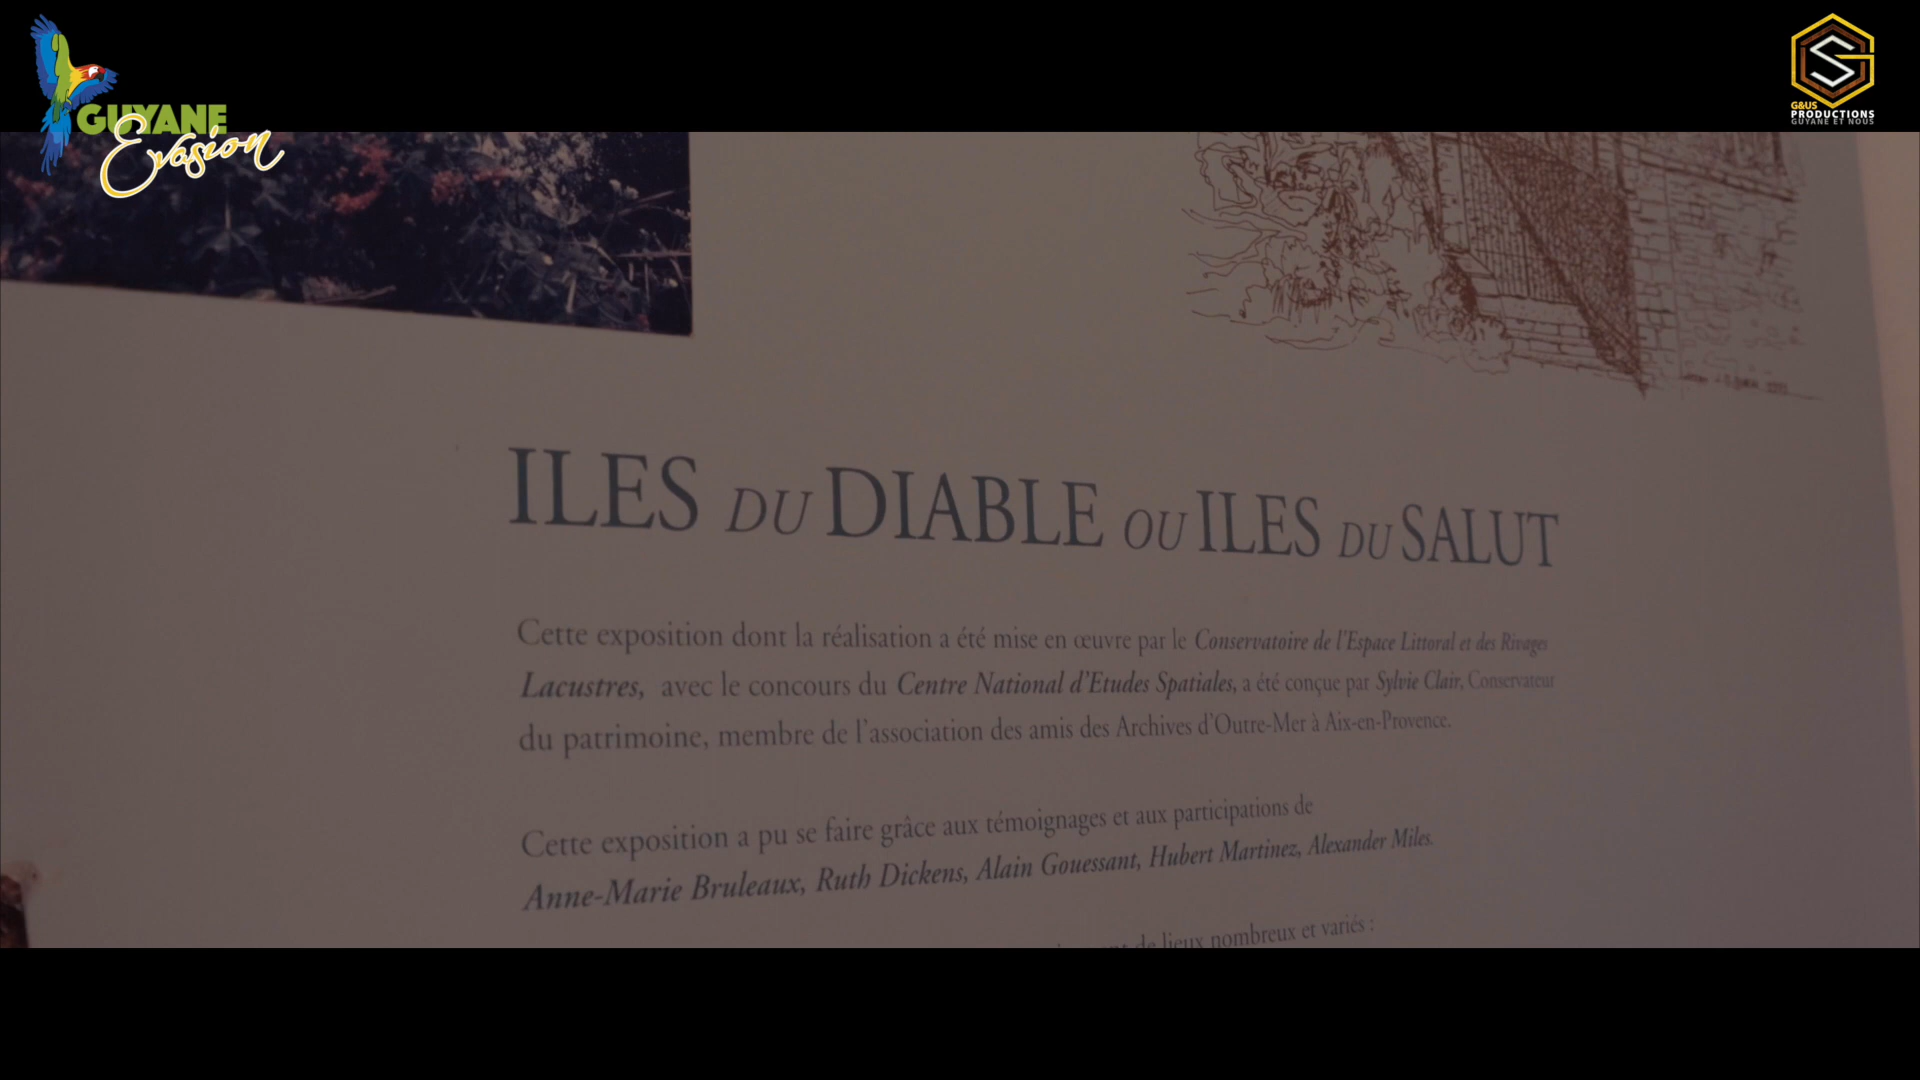 GUYANE
Evasion
G&US
PRODUCTIONS
GUYANE ET NOUS
ILES DU DIABLE OU ILES DU SALUT
Cette exposition dont la réalisation a été mise en œuvre par le Conservatoire de l'Espace Littoral et des Rivages
Lacustres, avec le concours du Centre National d'Etudes Spatiales, a été conçue par Sylvie Clair, Conservateur
du patrimoine, membre de l'association des amis des Archives d'Outre-Mer à Aix-en-Provence.
Cette exposition a pu se faire grâce aux témoignages et aux participations de
Anne-Marie Bruleaux, Ruth Dickens, Alain Gouessant, Hubert Martinez, Alexander Miles.
de lieux nombreux et variés :